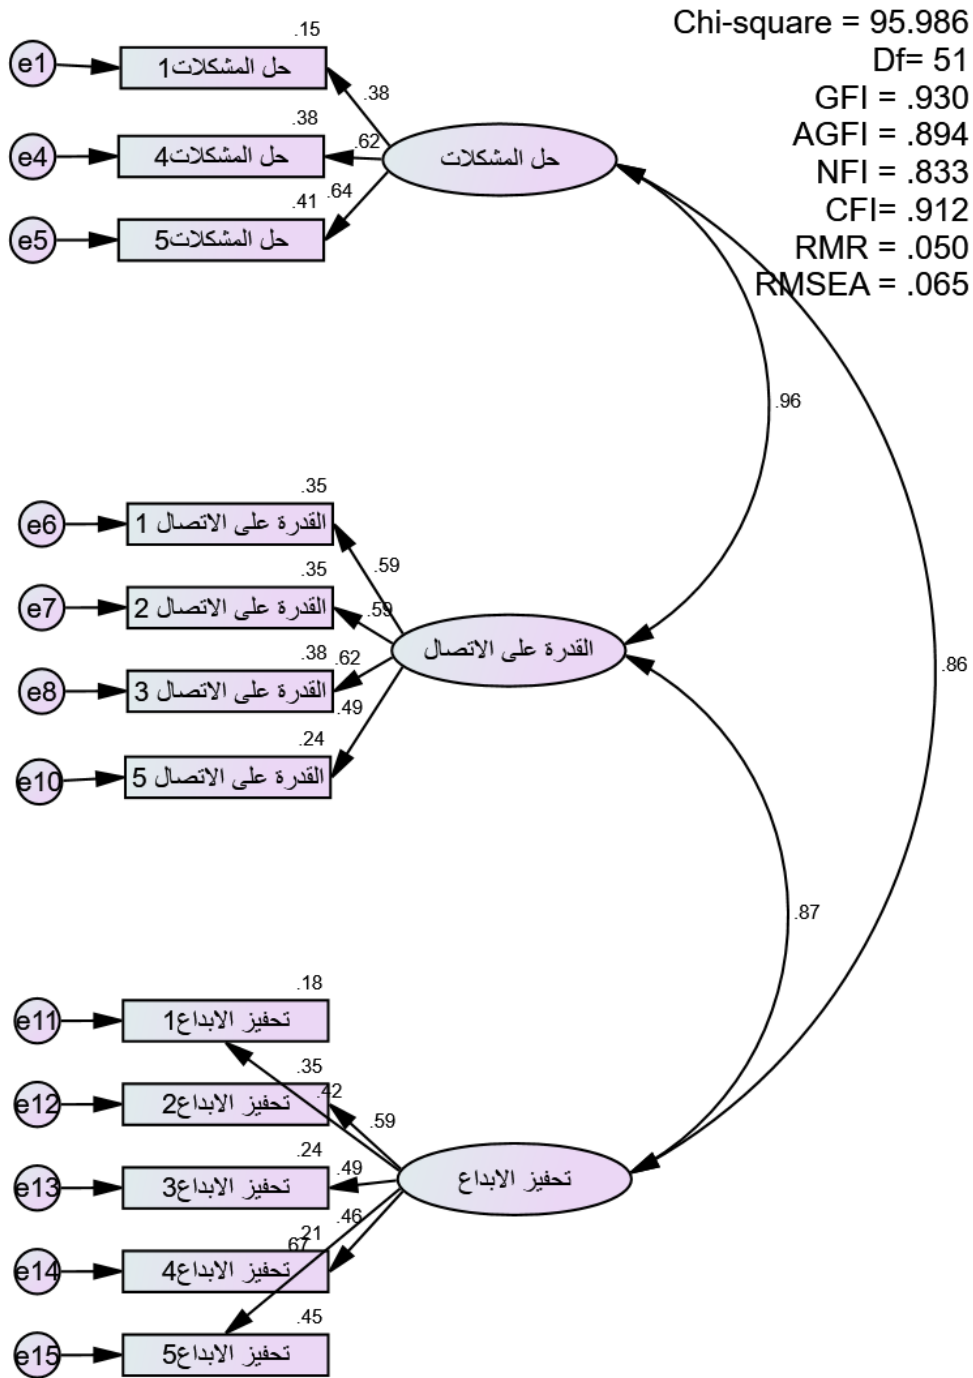 Chi-square = 95.986
Df= 51
GFI = .930
AGFI = .894
NFI = .833
CFI= .912
RMR = .050
RMSEA = .065
.15
e1
حل المشكلات1
.38
.38
e4
حل المشكلات4
.62
حل المشكلات
.41
.64
e5
حل المشكلات5
.96
.35
e6
القدرة على الاتصال 1
.59
.35
e7
القدرة على الاتصال 2
.59
القدرة على الاتصال
.38
.62
e8
القدرة على الاتصال 3
.49
.86
.24
e10
القدرة على الاتصال 5
.87
.18
e11
تحفيز الابداع1
.35
.42
e12
تحفيز الابداع2
.59
.24
.49
e13
تحفيز الابداع3
تحفيز الابداع
.46
.21
.67
e14
تحفيز الابداع4
.45
e15
تحفيز الابداع5